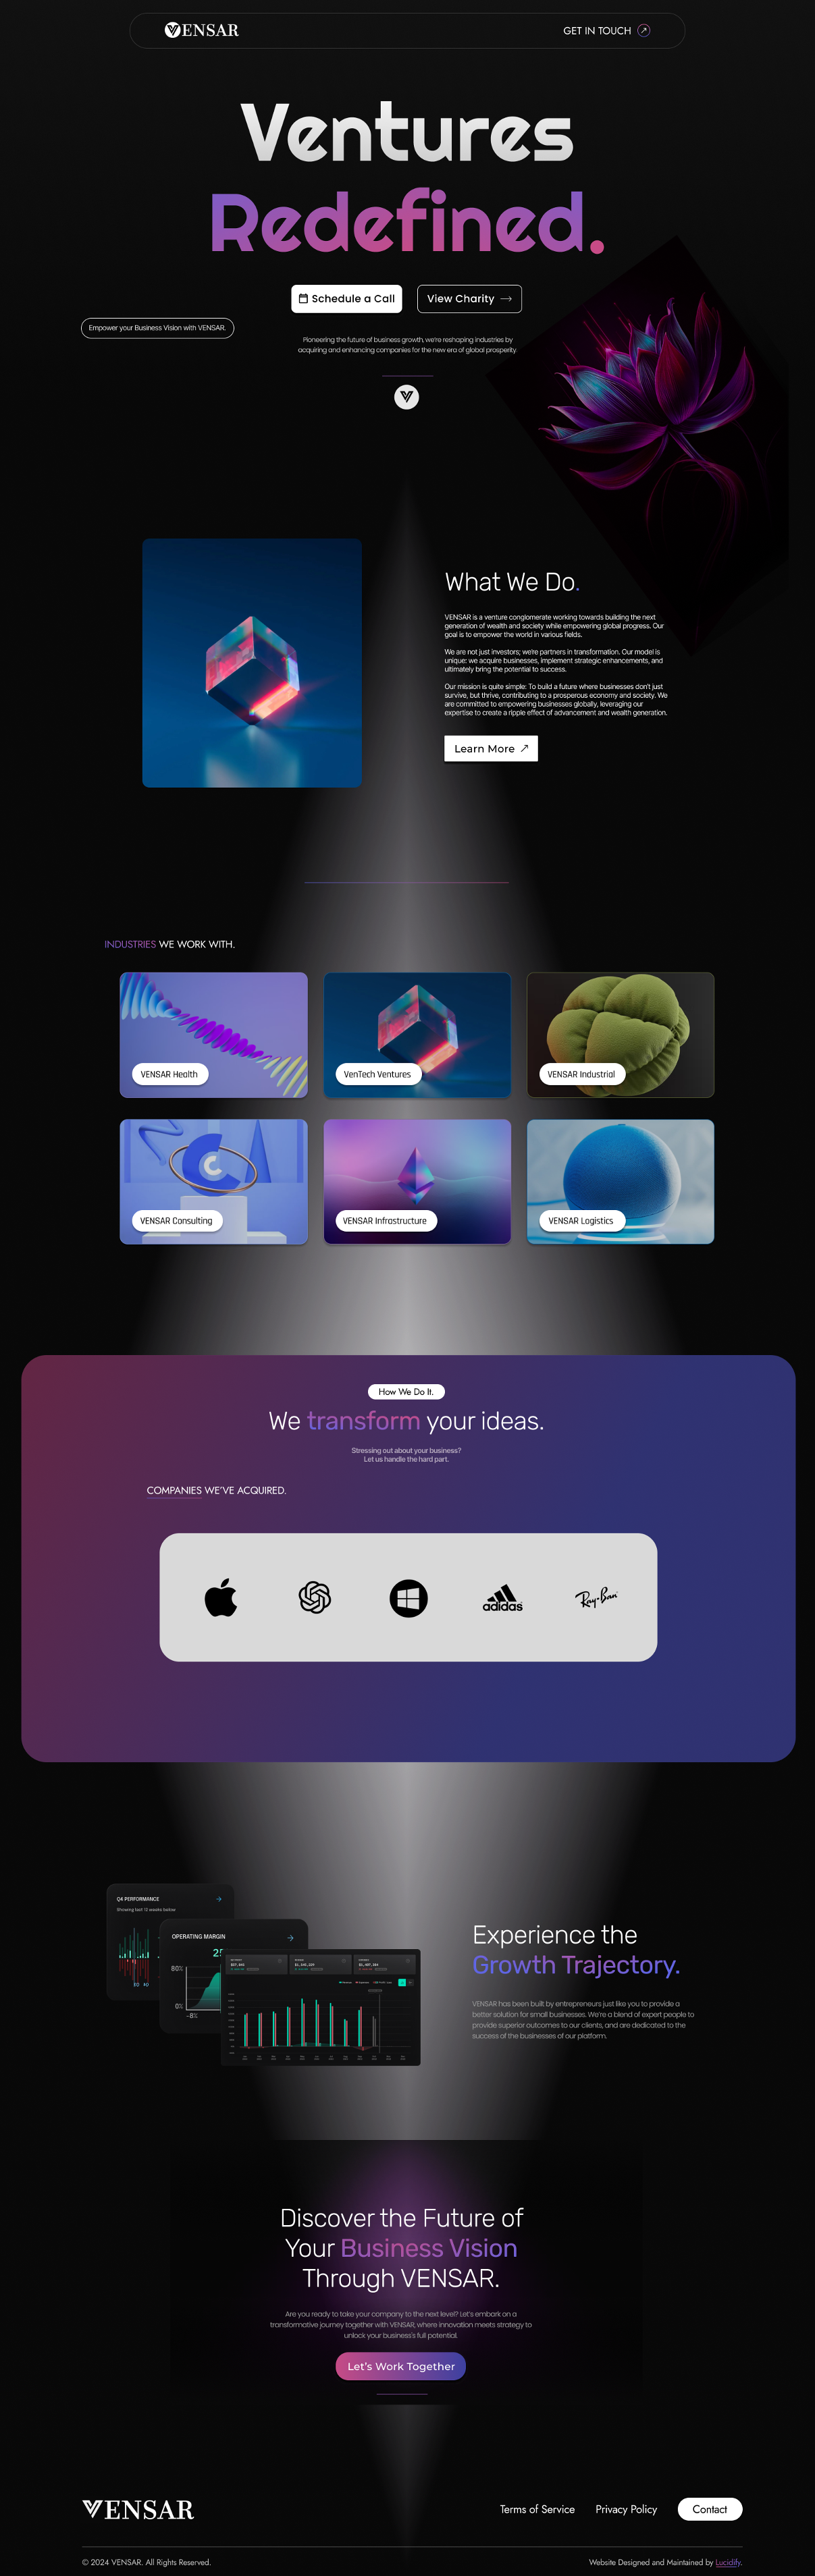 VENSAR
GET IN TOUCH
Ventures
Redefined.
Schedule a Call
View Charity
Empower your Business Vision with VENSAR.
Pioneering the future of business growth, we're reshaping industries by
acquiring and enhancing companies for the new era of global prosperity.
What We Do.
VENSAR is a venture conglomerate working towards building the next
generation of wealth and society while empowering global progress. Our
goal is to empower the world in various fields.
We are not just investors; we're partners in transformation. Our model is
unique: we acquire businesses, implement strategic enhancements, and
ultimately bring the potential to success.
Our mission is quite simple: To build a future where businesses don't just
survive, but thrive, contributing to a prosperous economy and society. We
are committed to empowering businesses globally, leveraging our
expertise to create a ripple effect of advancement and wealth generation.
Learn More
INDUSTRIES WE WORK WITH.
VENSAR Health
VenTech Ventures
VENSAR Industrial
VENSAR Consulting
VENSAR Infrastructure
VENSAR Logistics
How We Do It.
We transform your ideas.
Stressing out about your business?
Let us handle the hard part.
COMPANIES WE'VE ACQUIRED.
adidas
Ray-Ban
Q4 PERFORMANCE
Showing last 12 weeks below
OPERATING MARGIN
25
80%
0%
-8%
Experience the
Growth Trajectory.
VENSAR has been built by entrepreneurs just like you to provide a
better solution for small businesses. We're a blend of expert people to
provide superior outcomes to our clients, and are dedicated to the
success of the businesses of our platform.
Discover the Future of
Your Business Vision
Through VENSAR.
Are you ready to take your company to the next level? Let's embark on a
transformative journey together with VENSAR, where innovation meets strategy to
unlock your business's full potential.
Let's Work Together
VENSAR
Terms of Service
Privacy Policy
Contact
© 2024 VENSAR. All Rights Reserved.
Website Designed and Maintained by Lucidify.